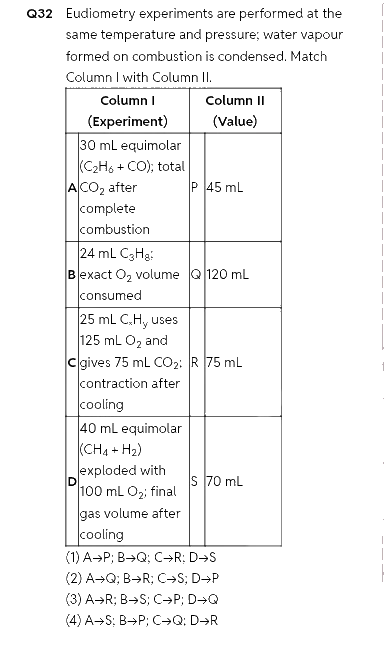 Q32 Eudiometry experiments are performed at the
same temperature and pressure; water vapour
formed on combustion is condensed. Match
Column I with Column II.
Column I Column II
(Experiment) (Value)
30 mL equimolar
(C₂H₆ + CO); total
A CO₂ after P 45 mL
complete
combustion
24 mL C₃H₈;
B exact O₂ volume Q 120 mL
consumed
25 mL CₓHᵧ uses
125 mL O₂ and
C gives 75 mL CO₂; R 75 mL
contraction after
cooling
40 mL equimolar
(CH₄ + H₂)
exploded with
D 100 mL O₂; final S 70 mL
gas volume after
cooling
(1) A→P; B→Q; C→R; D→S
(2) A→Q; B→R; C→S; D→P
(3) A→R; B→S; C→P; D→Q
(4) A→S; B→P; C→Q; D→R